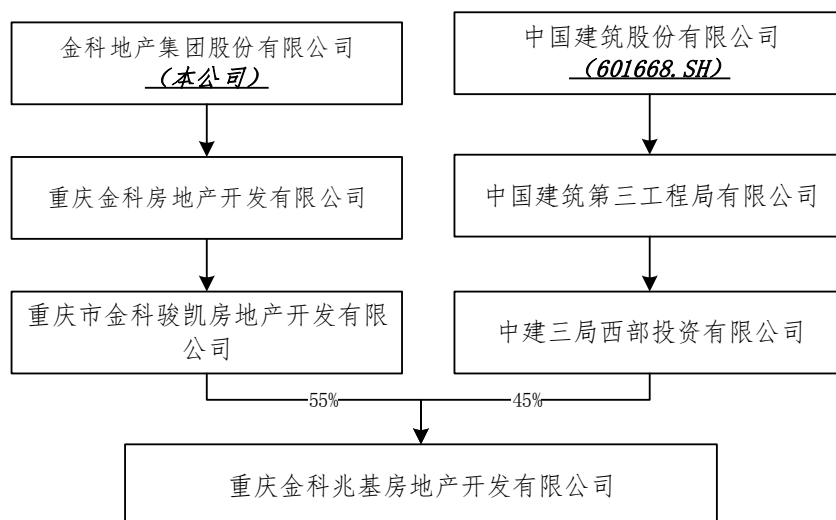 金科地产集团股份有限公司
（本公司）
中国建筑股份有限公司
（601668.SH）
重庆金科房地产开发有限公司
中国建筑第三工程局有限公司
重庆市金科骏凯房地产开发有限
公司
中建三局西部投资有限公司
55%
45%
重庆金科兆基房地产开发有限公司